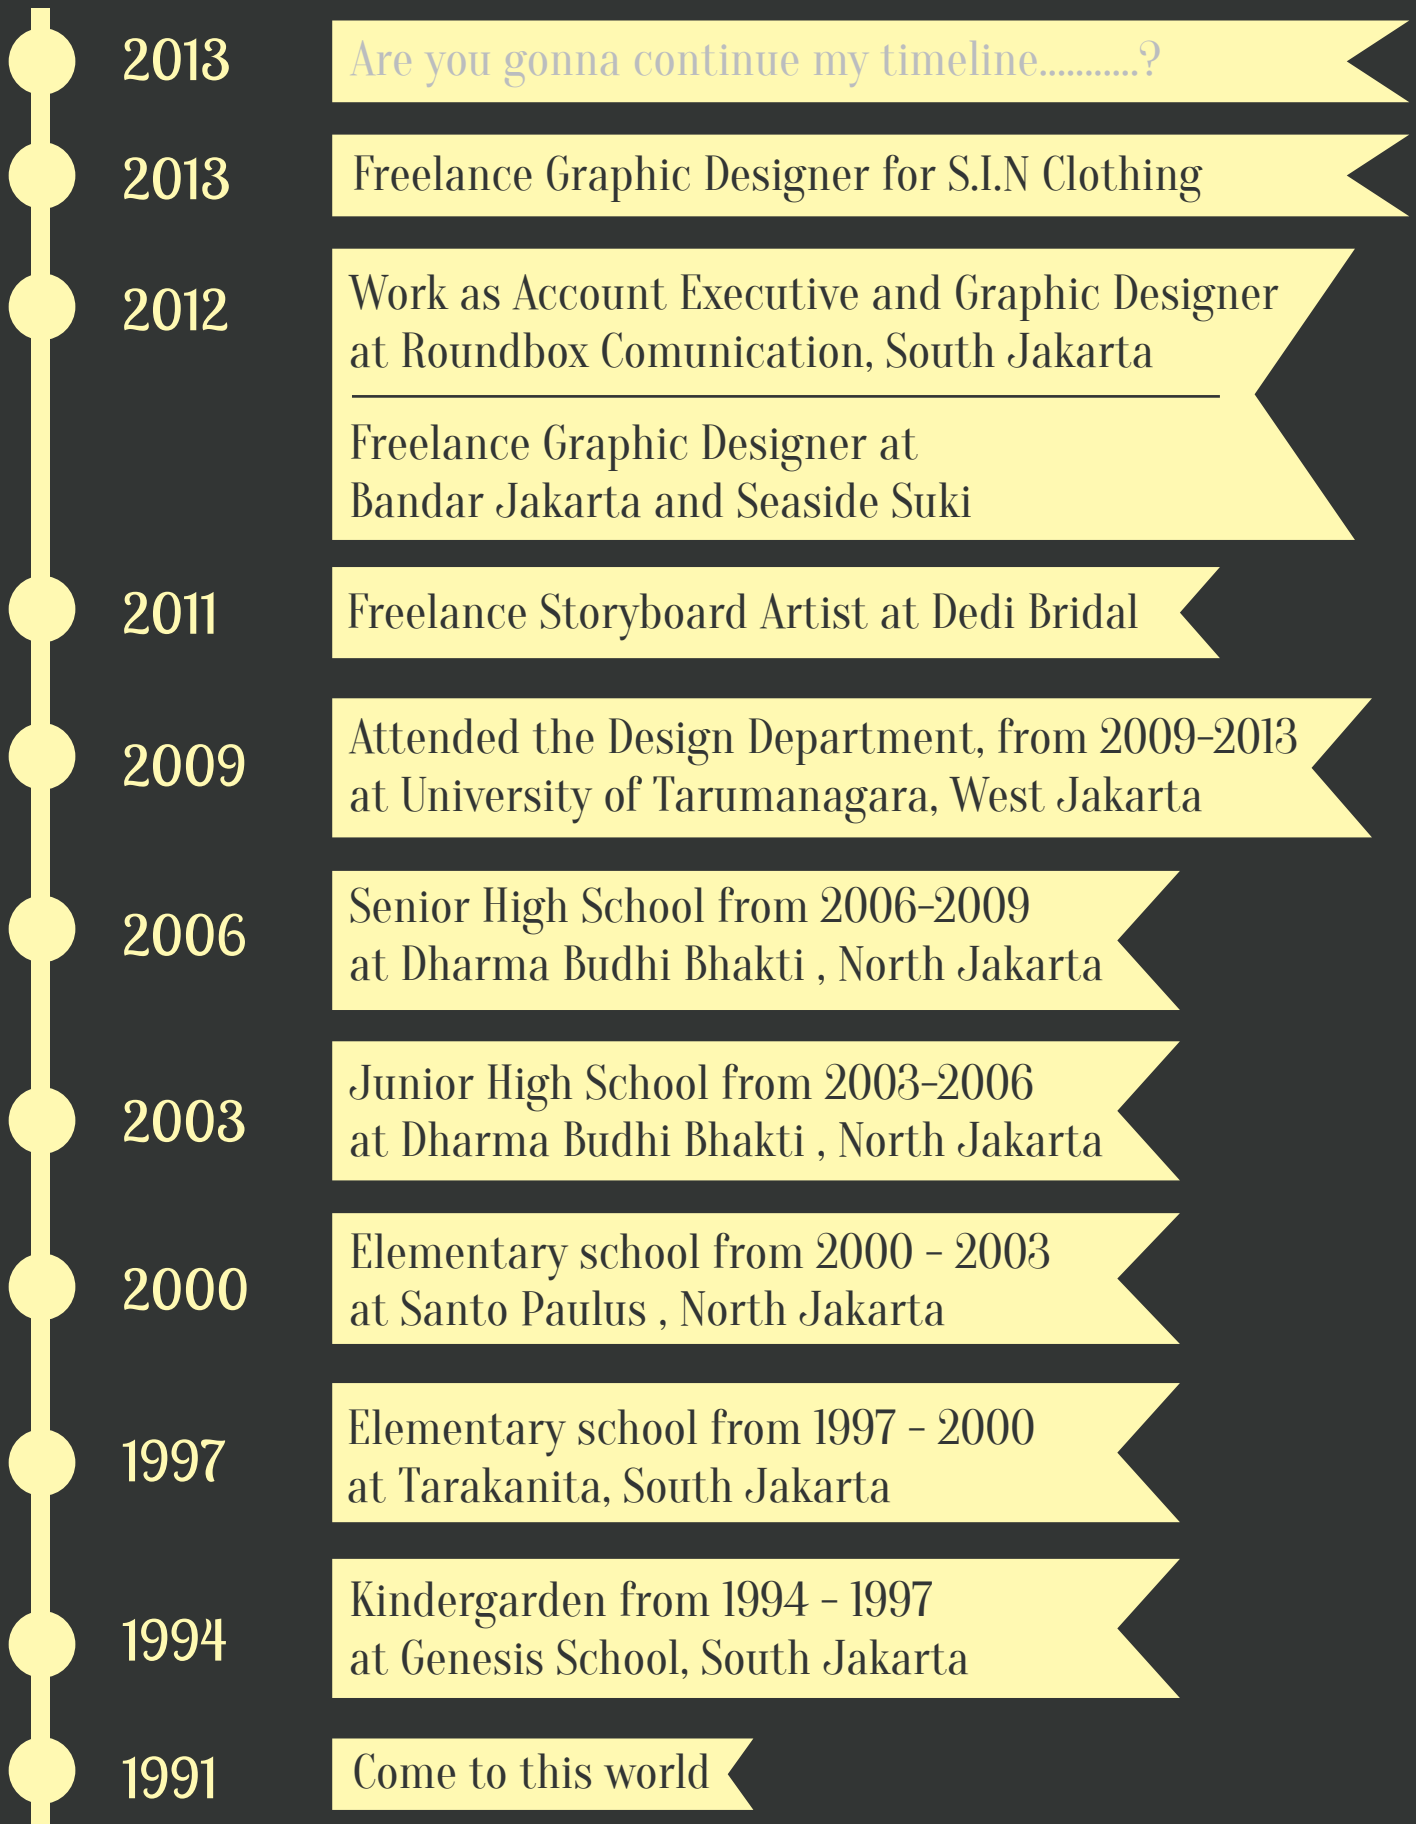 2013
Are you gonna continue my timeline...........?
2013
Freelance Graphic Designer for S.I.N Clothing
2012
Work as Account Executive and Graphic Designer
at Roundbox Comunication, South Jakarta
Freelance Graphic Designer at
Bandar Jakarta and Seaside Suki
2011
Freelance Storyboard Artist at Dedi Bridal
2009
Attended the Design Department, from 2009-2013
at University of Tarumanagara, West Jakarta
2006
Senior High School from 2006-2009
at Dharma Budhi Bhakti , North Jakarta
2003
Junior High School from 2003-2006
at Dharma Budhi Bhakti , North Jakarta
2000
Elementary school from 2000 - 2003
at Santo Paulus , North Jakarta
1997
Elementary school from 1997 - 2000
at Tarakanita, South Jakarta
1994
Kindergarden from 1994 - 1997
at Genesis School, South Jakarta
1991
Come to this world